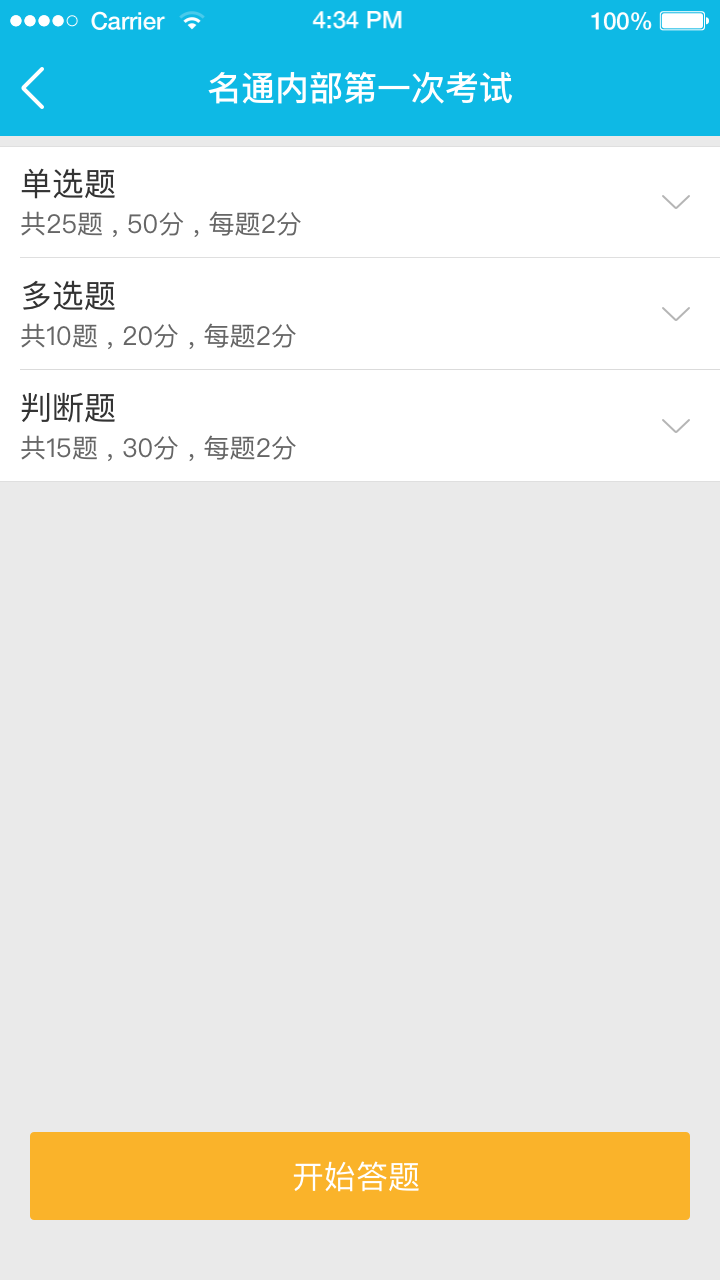 Carrier 4:34 PM 100%
名通内部第一次考试
单选题
共25题，50分，每题2分
多选题
共10题，20分，每题2分
判断题
共15题，30分，每题2分
开始答题